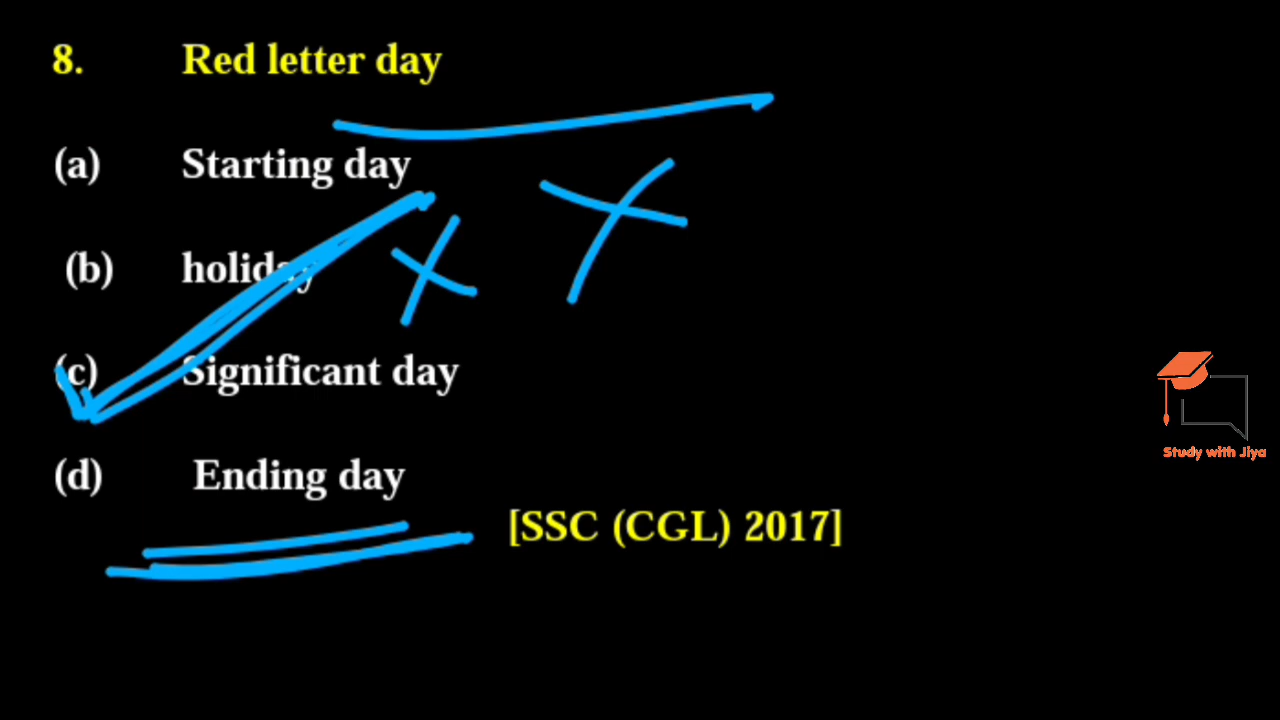 8. Red letter day
(a) Starting day
(b) holiday
(c) Significant day
(d) Ending day
[SSC (CGL) 2017]
Study with Jiya